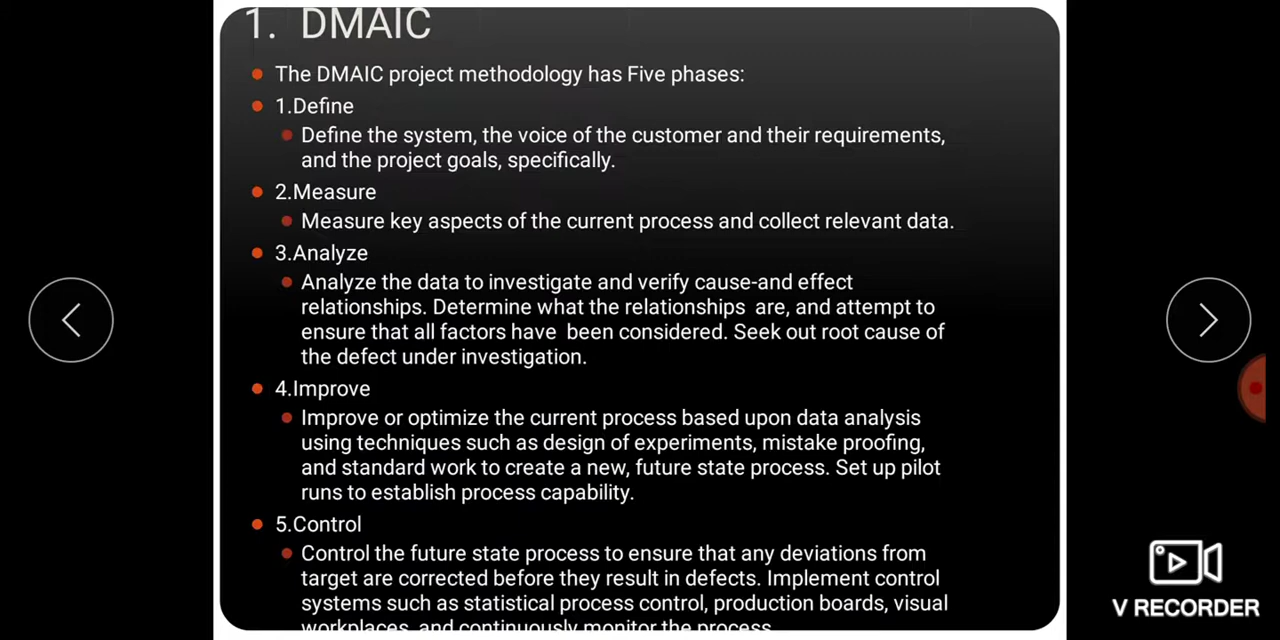 1. DMAIC
The DMAIC project methodology has Five phases:
1.Define
Define the system, the voice of the customer and their requirements,
and the project goals, specifically.
2.Measure
Measure key aspects of the current process and collect relevant data.
3.Analyze
Analyze the data to investigate and verify cause-and effect
relationships. Determine what the relationships are, and attempt to
ensure that all factors have been considered. Seek out root cause of
the defect under investigation.
4.Improve
Improve or optimize the current process based upon data analysis
using techniques such as design of experiments, mistake proofing,
and standard work to create a new, future state process. Set up pilot
runs to establish process capability.
5.Control
Control the future state process to ensure that any deviations from
target are corrected before they result in defects. Implement control
systems such as statistical process control, production boards, visual
workplaces, and continuously monitor the process.
V RECORDER